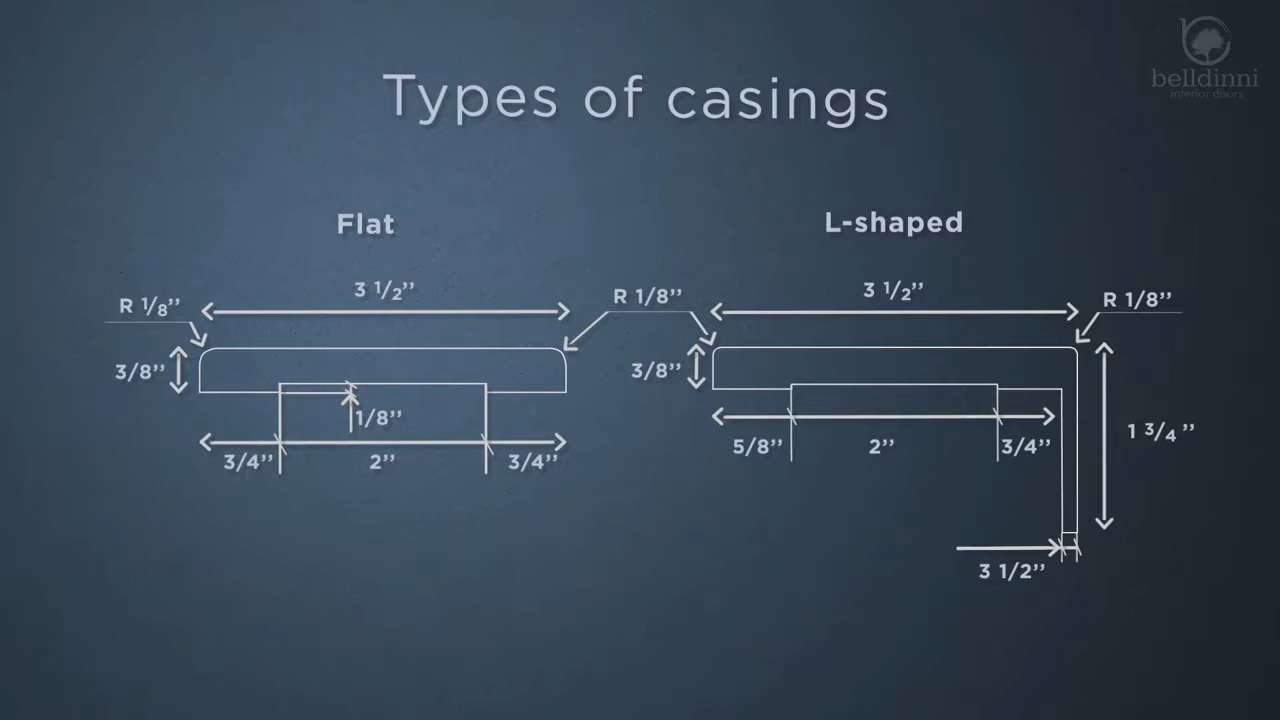 belldinni
interior doors
Types of casings
Flat
L-shaped
R 1/8’’
3 1/2’’
R 1/8’’
3 1/2’’
R 1/8’’
3/8’’
3/8’’
1/8’’
3/4’’
2’’
3/4’’
5/8’’
2’’
3/4’’
1 3/4 ’’
3 1/2’’